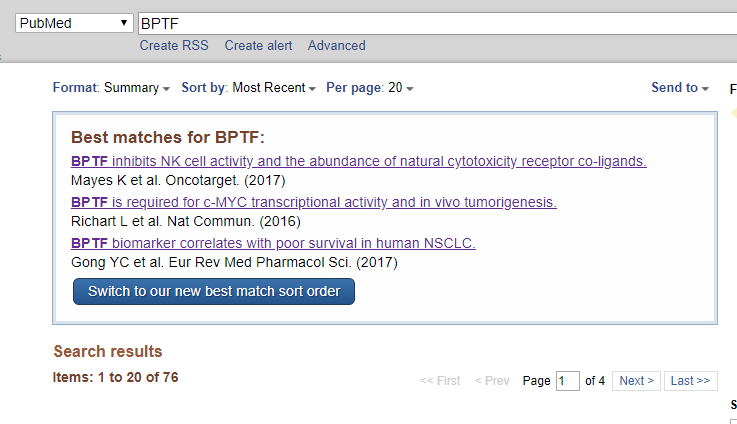 PubMed BPTF
Create RSS Create alert Advanced
Format: Summary Sort by: Most Recent Per page: 20 Send to
Best matches for BPTF:
BPTF inhibits NK cell activity and the abundance of natural cytotoxicity receptor co-ligands.
Mayes K et al. Oncotarget. (2017)
BPTF is required for c-MYC transcriptional activity and in vivo tumorigenesis.
Richart L et al. Nat Commun. (2016)
BPTF biomarker correlates with poor survival in human NSCLC.
Gong YC et al. Eur Rev Med Pharmacol Sci. (2017)
Switch to our new best match sort order
Search results
Items: 1 to 20 of 76
<< First < Prev Page 1 of 4 Next > Last >>